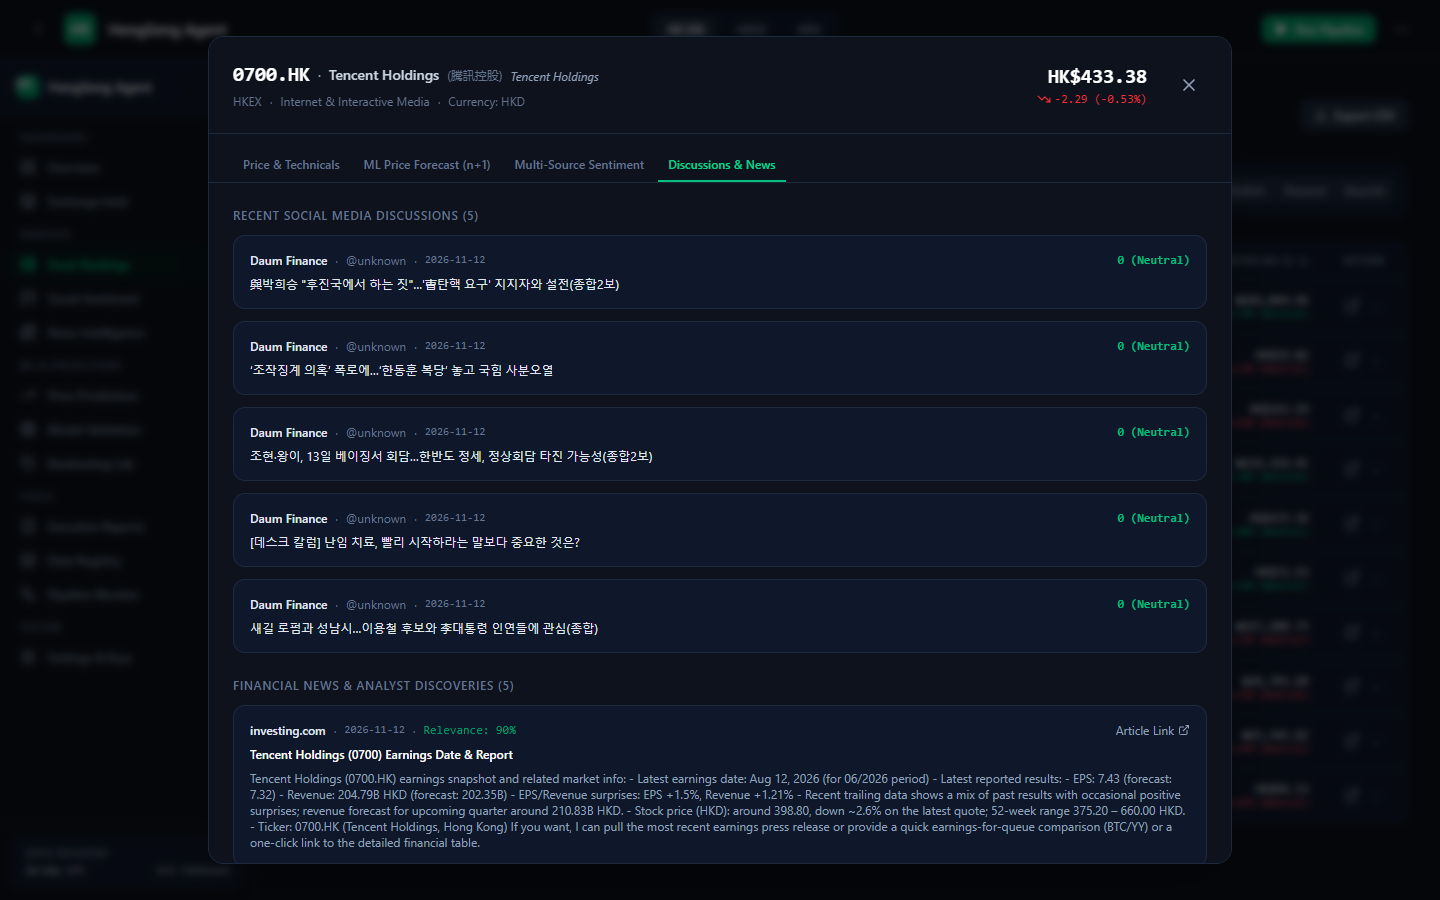 0700.HK · Tencent Holdings (騰訊控股) Tencent Holdings
HKEX · Internet & Interactive Media · Currency: HKD
HK$433.38
-2.29 (-0.53%)
Price & Technicals
ML Price Forecast (n+1)
Multi-Source Sentiment
Discussions & News
RECENT SOCIAL MEDIA DISCUSSIONS (5)
Daum Finance · @unknown · 2026-11-12
0 (Neutral)
與박희승 "후진국에서 하는 짓"…'李탄핵 요구' 지지자와 설전(종합2보)
Daum Finance · @unknown · 2026-11-12
0 (Neutral)
'조작징계 의혹' 폭로에…'한동훈 복당' 놓고 국힘 사분오열
Daum Finance · @unknown · 2026-11-12
0 (Neutral)
조현·왕이, 13일 베이징서 회담…한반도 정세, 정상회담 타진 가능성(종합2보)
Daum Finance · @unknown · 2026-11-12
0 (Neutral)
[데스크 칼럼] 난임 치료, 빨리 시작하라는 말보다 중요한 것은?
Daum Finance · @unknown · 2026-11-12
0 (Neutral)
새길 로펌과 성남시…이용철 후보와 李대통령 인연들에 관심(종합)
FINANCIAL NEWS & ANALYST DISCOVERIES (5)
investing.com · 2026-11-12 · Relevance: 90%
Article Link
Tencent Holdings (0700) Earnings Date & Report
Tencent Holdings (0700.HK) earnings snapshot and related market info: - Latest earnings date: Aug 12, 2026 (for 06/2026 period) - Latest reported results: - EPS: 7.43 (forecast:
7.32) - Revenue: 204.79B HKD (forecast: 202.35B) - EPS/Revenue surprises: EPS +1.5%, Revenue +1.21% - Recent trailing data shows a mix of past results with occasional positive
surprises; revenue forecast for upcoming quarter around 210.83B HKD. - Stock price (HKD): around 398.80, down ~2.6% on the latest quote; 52-week range 375.20 – 660.00 HKD.
- Ticker: 0700.HK (Tencent Holdings, Hong Kong) If you want, I can pull the most recent earnings press release or provide a quick earnings-for-queue comparison (BTC/YY) or a
one-click link to the detailed financial table.